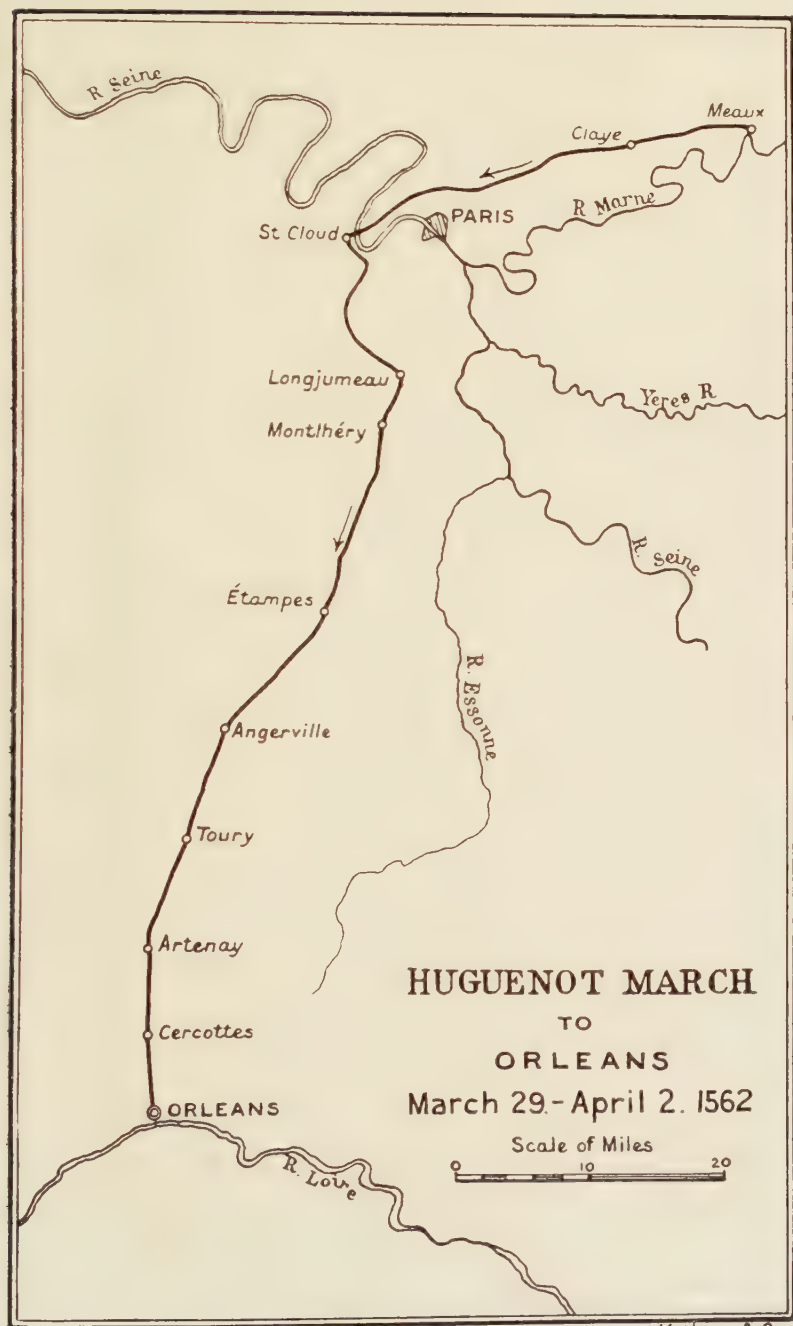 R Seine
Meaux
Claye
R Marne
PARIS
St Cloud
Longjumeau
Yeres R
Montlhéry
R. Seine
Étampes
R. Essonne
Angerville
Toury
Artenay
Cercottes
ORLEANS
R. Loire
HUGUENOT MARCH
TO
ORLEANS
March 29.-April 2. 1562
Scale of Miles
0 10 20